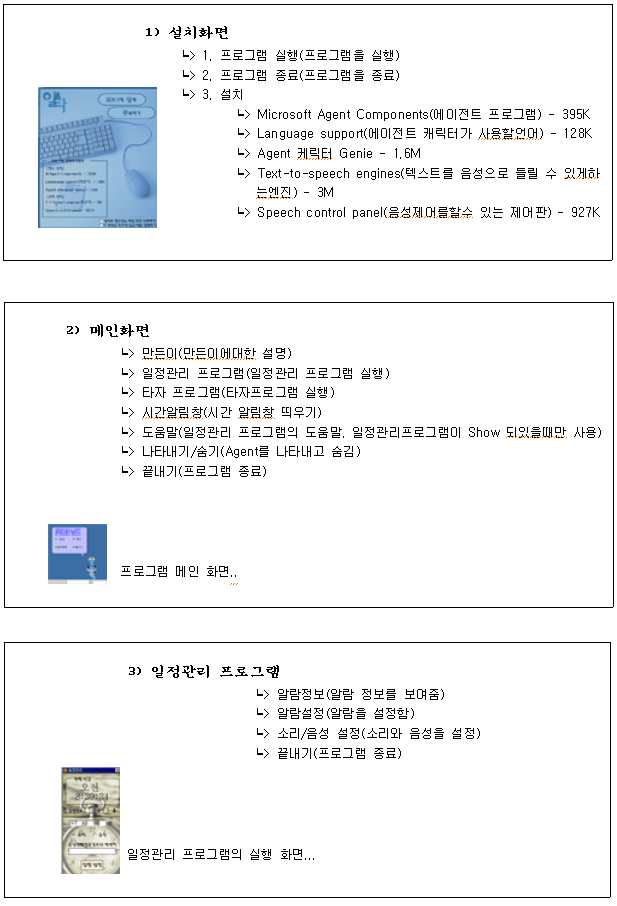 1) 설치화면
┗> 1. 프로그램 실행(프로그램을 실행)
┗> 2. 프로그램 종료(프로그램을 종료)
┗> 3. 설치
┗> Microsoft Agent Components(에이전트 프로그램) - 395K
┗> Language support(에이전트 캐릭터가 사용할언어) - 128K
┗> Agent 케릭터 Genie - 1.6M
┗> Text-to-speech engines(텍스트를 음성으로 들릴 수 있게하
는엔진) - 3M
┗> Speech control panel(음성제어를할수 있는 제어판) - 927K
2) 메인화면
┗> 만든이(만든이에대한 설명)
┗> 일정관리 프로그램(일정관리 프로그램 실행)
┗> 타자 프로그램(타자프로그램 실행)
┗> 시간알림창(시간 알림창 띄우기)
┗> 도움말(일정관리 프로그램의 도움말. 일정관리프로그램이 Show 되있을때만 사용)
┗> 나타내기/숨기(Agent를 나타내고 숨김)
┗> 끝내기(프로그램 종료)
프로그램 메인 화면..
3) 일정관리 프로그램
┗> 알람정보(알람 정보를 보여줌)
┗> 알람설정(알람을 설정함)
┗> 소리/음성 설정(소리와 음성을 설정)
┗> 끝내기(프로그램 종료)
오전
일정관리 프로그램의 실행 화면...